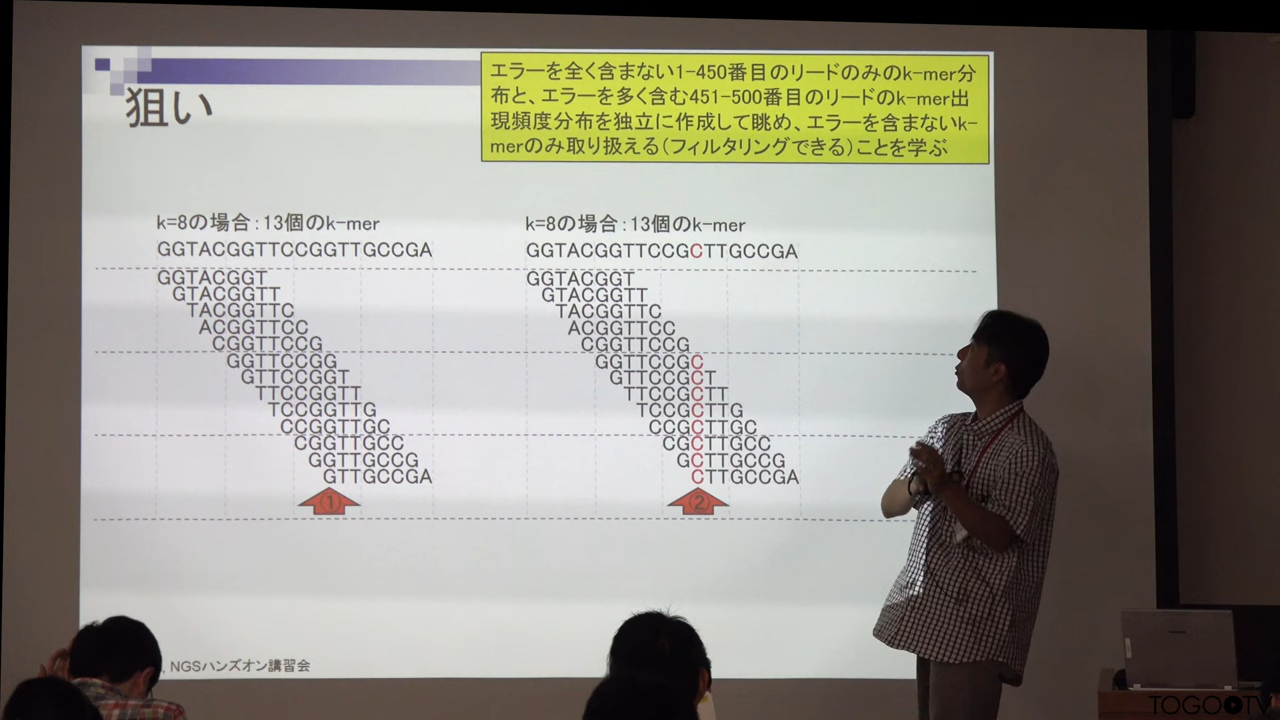 狙い
エラーを全く含まない1-450番目のリードのみのk-mer分
布と、エラーを多く含む451-500番目のリードのk-mer出
現頻度分布を独立に作成して眺め、エラーを含まないk-
merのみ取り扱える(フィルタリングできる)ことを学ぶ
k=8の場合:13個のk-mer
GGTACGGTTCCGGTTGCCGA
GGTACGGT
GTACGGTT
TACGGTTC
ACGGTTCC
CGGTTCCG
GGTTCCGG
GTTCCGGT
TTCCGGTT
TCCGGTTG
CCGGTTGC
CGGTTGCC
GGTTGCCG
GTTGCCGA
①
k=8の場合:13個のk-mer
GGTACGGTTCCGCTTGCCGA
GGTACGGT
GTACGGTT
TACGGTTC
ACGGTTCC
CGGTTCCG
GGTTCCGC
GTTCCGCT
TTCCGCTT
TCCGCTTG
CCGCTTGC
CGCTTGCC
GCTTGCCG
CTTGCCGA
②
, NGSハンズオン講習会
TOGOTV